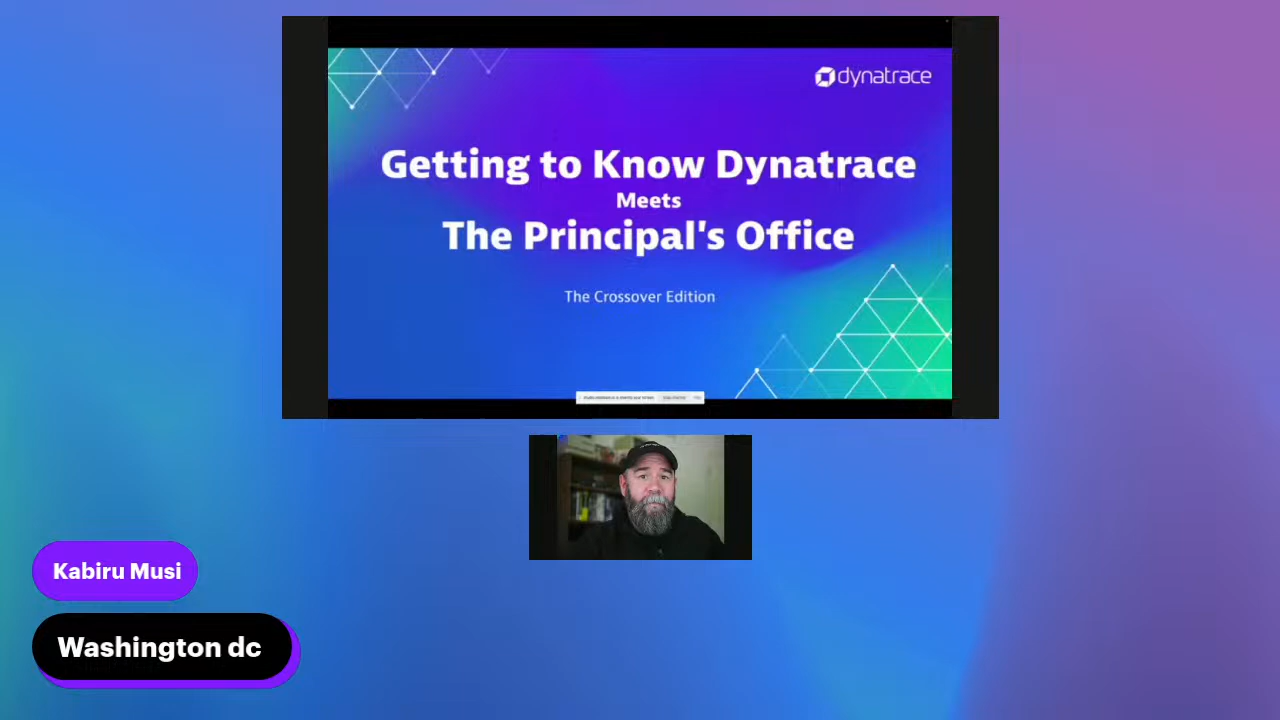 dynatrace
Getting to Know Dynatrace
Meets
The Principal's Office
The Crossover Edition
Kabiru Musi
Washington dc